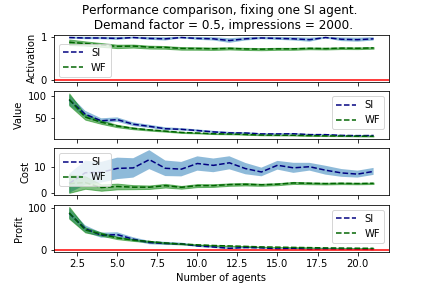 Performance comparison, fixing one SI agent.
Demand factor = 0.5, impressions = 2000.
Activation
1
0
SI
WF
Value
100
50
SI
WF
Cost
10
0
SI
WF
Profit
100
0
SI
WF
2.5 5.0 7.5 10.0 12.5 15.0 17.5 20.0
Number of agents